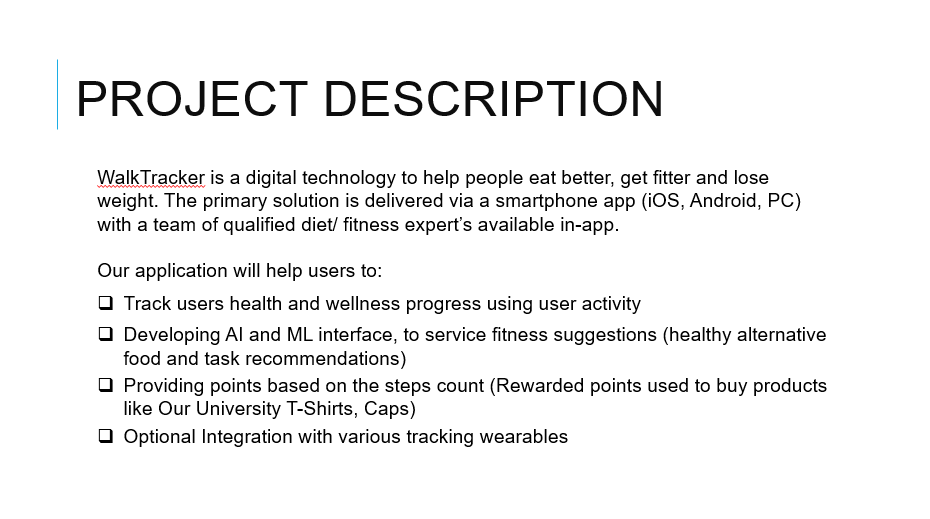 PROJECT DESCRIPTION
WalkTracker is a digital technology to help people eat better, get fitter and lose
weight. The primary solution is delivered via a smartphone app (iOS, Android, PC)
with a team of qualified diet/ fitness expert’s available in-app.
Our application will help users to:
❑ Track users health and wellness progress using user activity
❑ Developing AI and ML interface, to service fitness suggestions (healthy alternative
food and task recommendations)
❑ Providing points based on the steps count (Rewarded points used to buy products
like Our University T-Shirts, Caps)
❑ Optional Integration with various tracking wearables